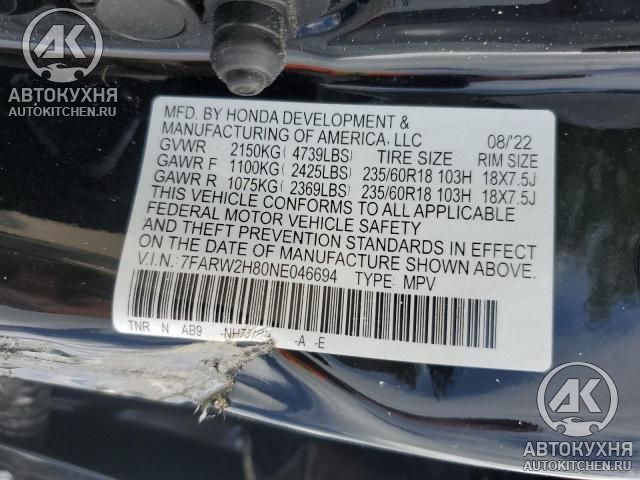 АК
АВТОКУХНЯ
AUTOKITCHEN.RU
MFD. BY HONDA DEVELOPMENT &
MANUFACTURING OF AMERICA, LLC 08/'22
GVWR 2150KG( 4739LBS) TIRE SIZE RIM SIZE
GAWR F 1100KG( 2425LBS) 235/60R18 103H 18X7.5J
GAWR R 1075KG( 2369LBS) 235/60R18 103H 18X7.5J
THIS VEHICLE CONFORMS TO ALL APPLICABLE
FEDERAL MOTOR VEHICLE SAFETY
AND THEFT PREVENTION STANDARDS IN EFFECT
ON THE DATE OF MANUFACTURE SHOWN ABOVE.
V.I.N.: 7FARW2H80NE046694 TYPE: MPV
TNR N AB9 -A -E
АК
АВТОКУХНЯ
AUTOKITCHEN.RU